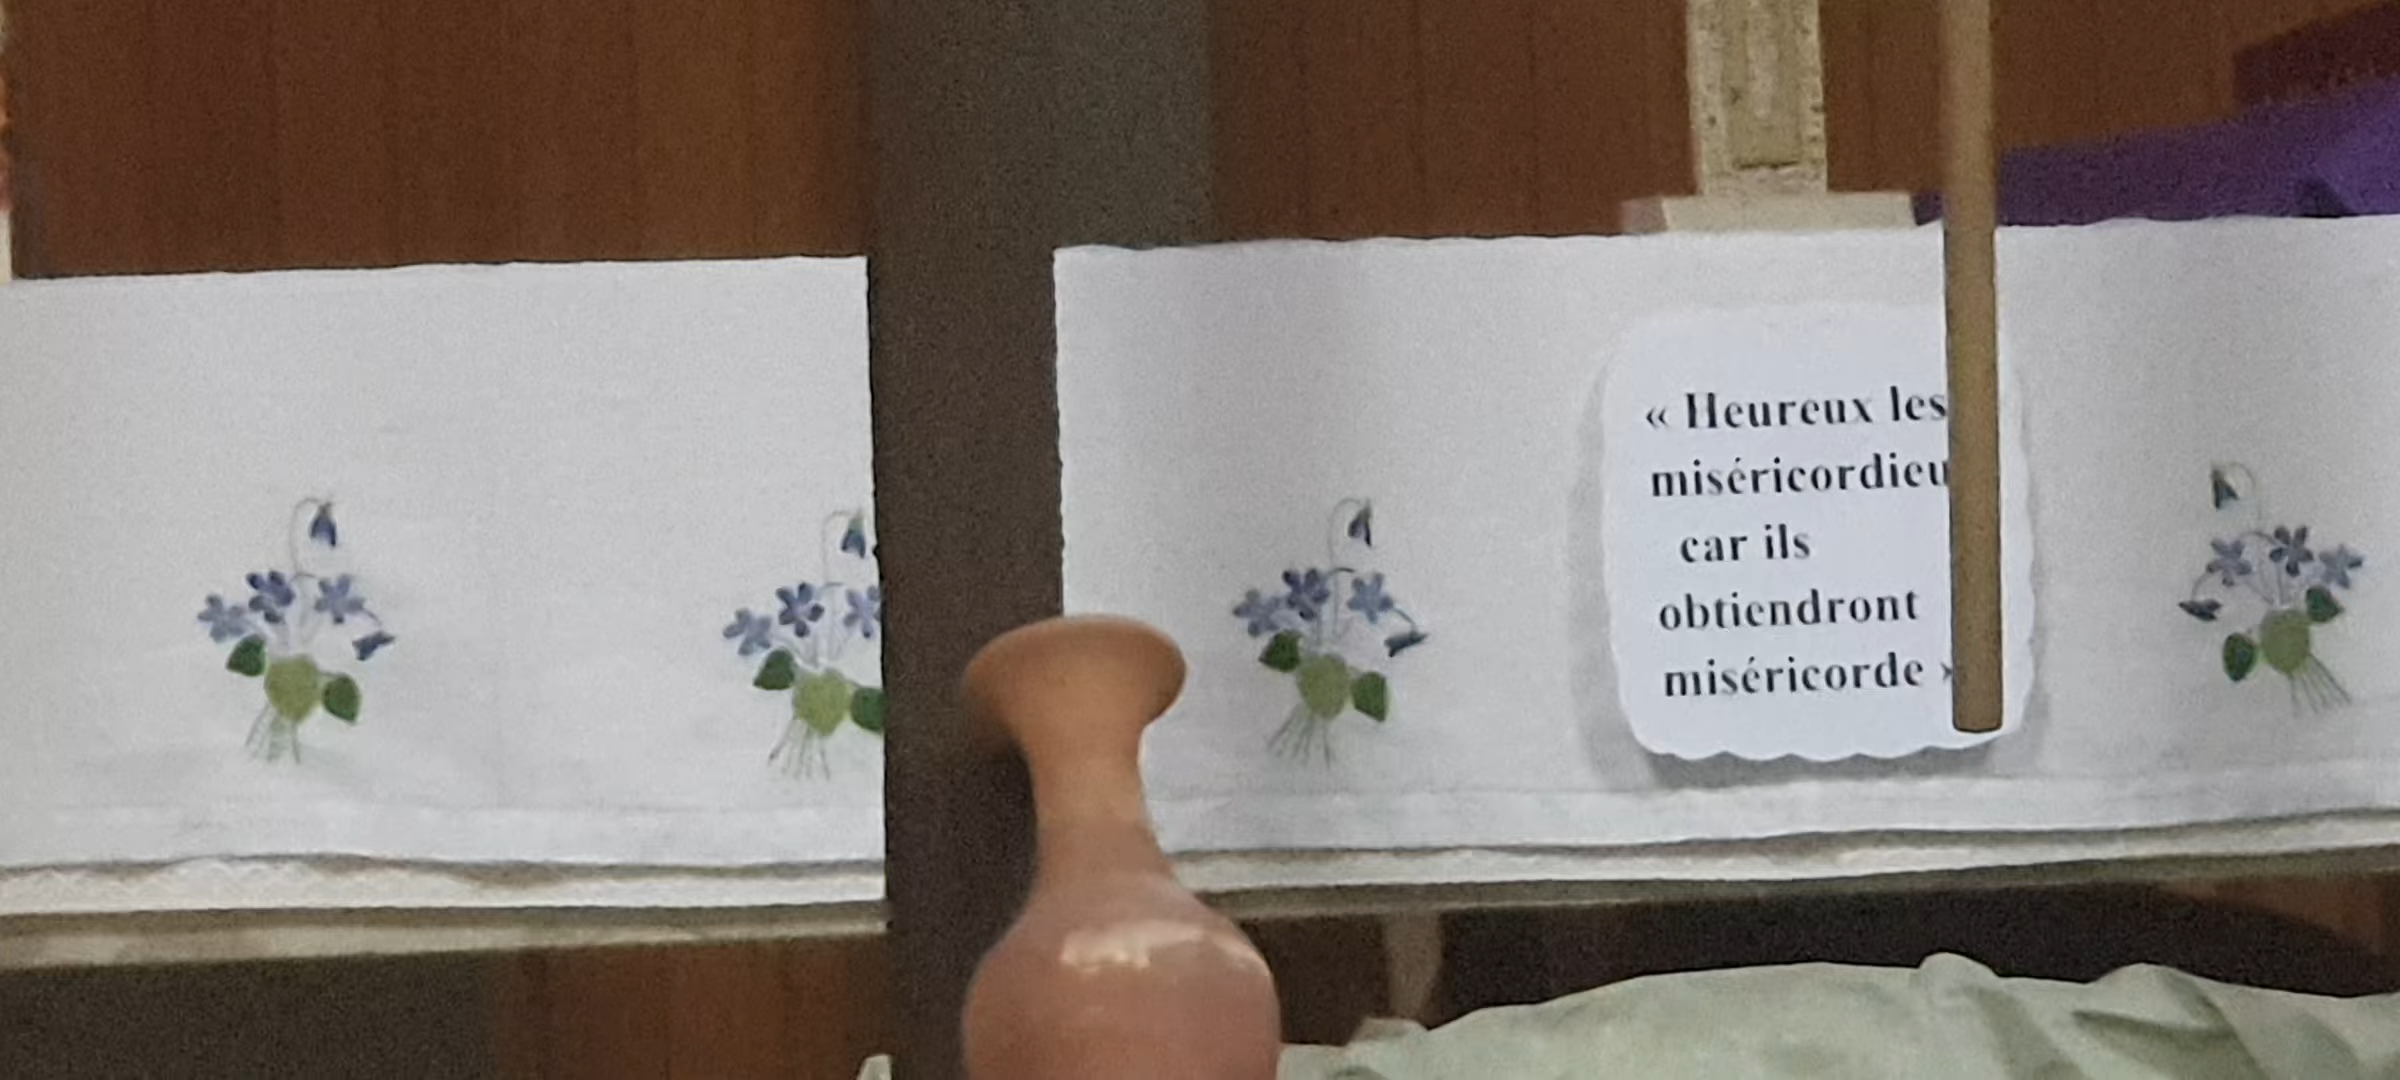 « Heureux les
miséricordieu
car ils
obtiendront
miséricorde »